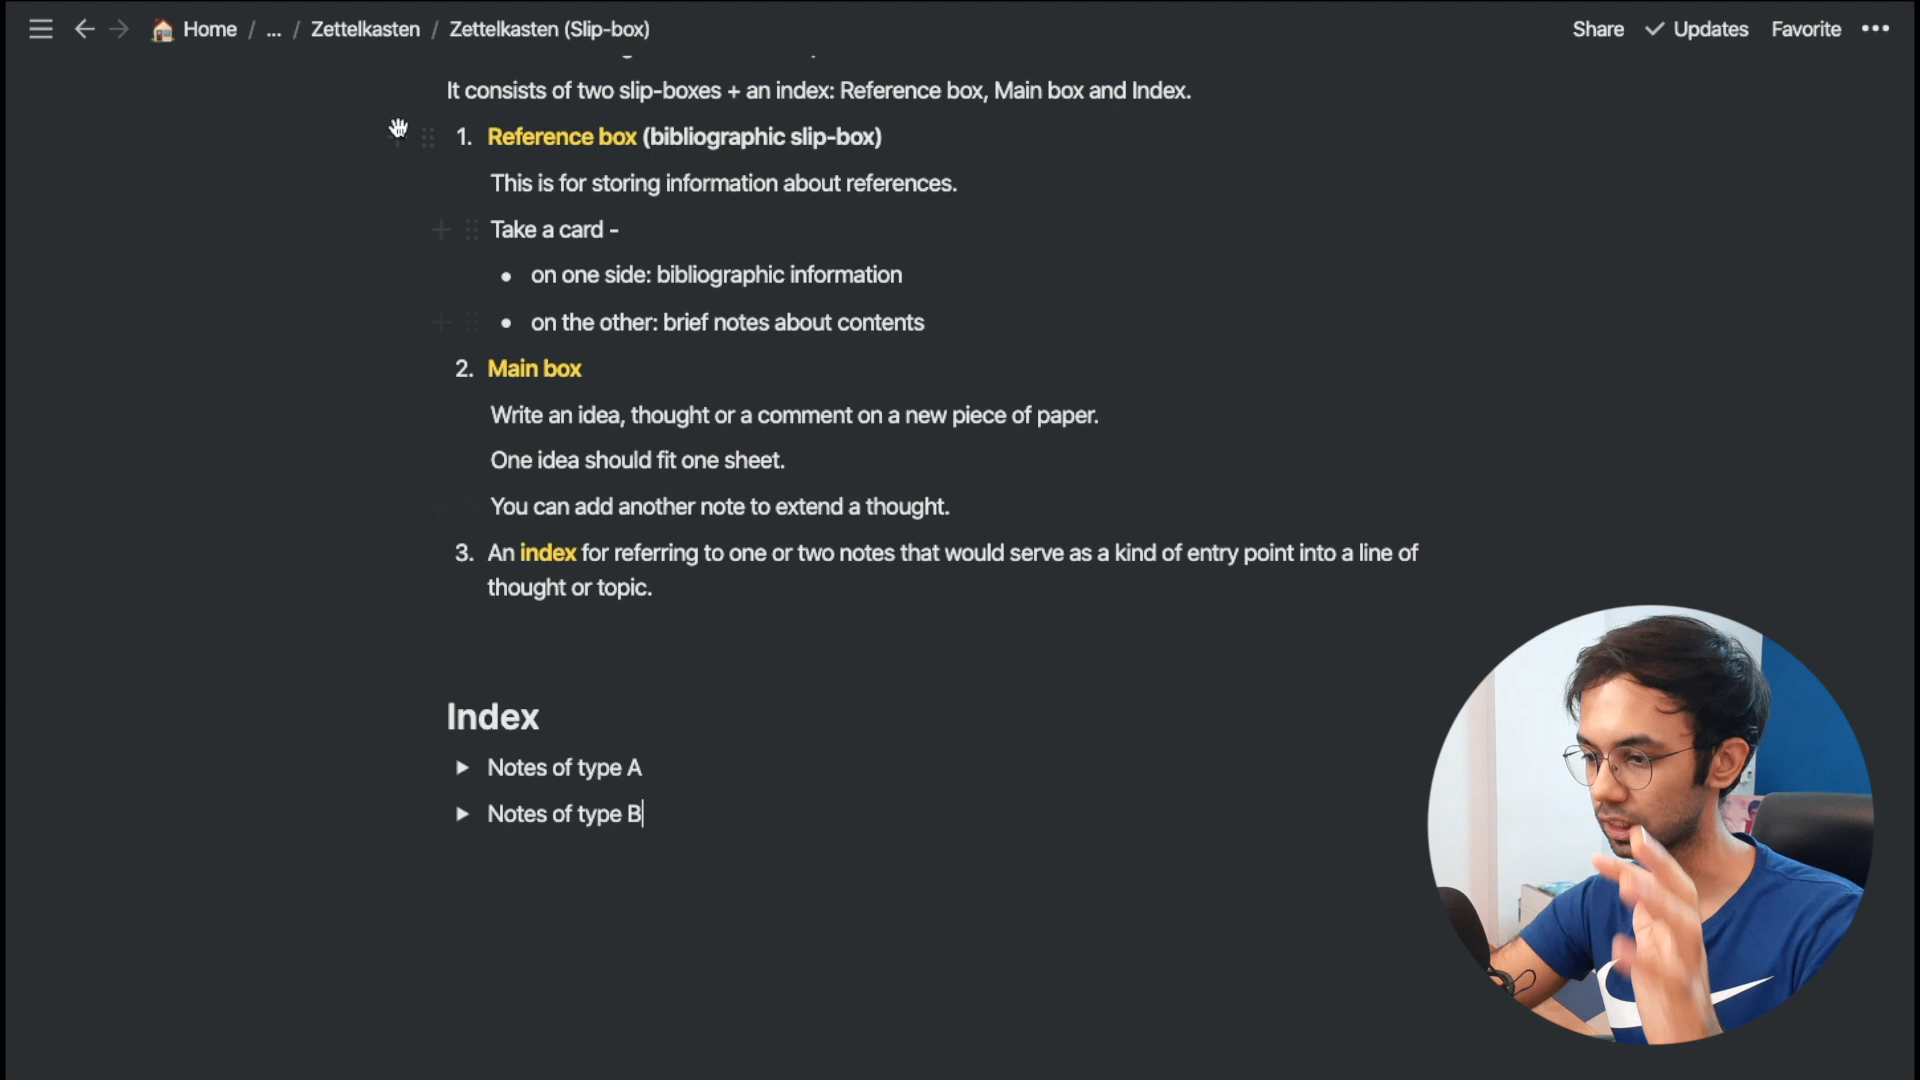 Home / ... / Zettelkasten / Zettelkasten (Slip-box)
Share Updates Favorite •••
It consists of two slip-boxes + an index: Reference box, Main box and Index.
1. Reference box (bibliographic slip-box)
This is for storing information about references.
Take a card -
• on one side: bibliographic information
• on the other: brief notes about contents
2. Main box
Write an idea, thought or a comment on a new piece of paper.
One idea should fit one sheet.
You can add another note to extend a thought.
3. An index for referring to one or two notes that would serve as a kind of entry point into a line of
thought or topic.
Index
Notes of type A
Notes of type B